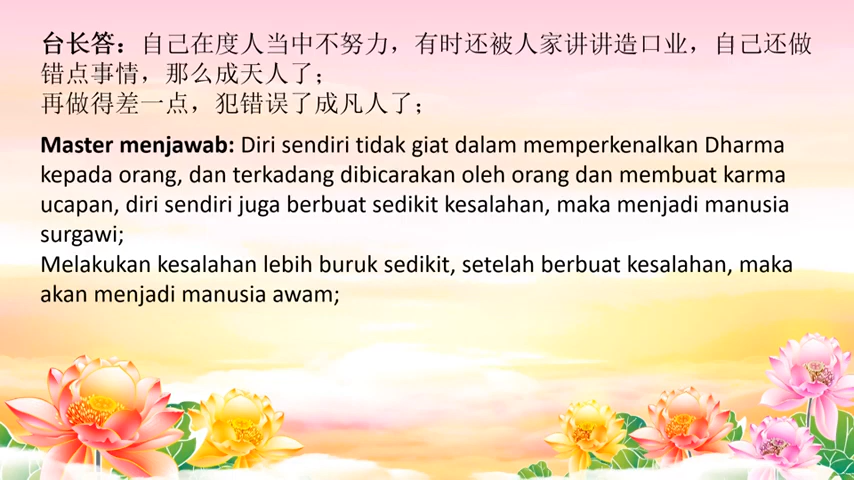 台长答：自己在度人当中不努力，有时还被人家讲讲造口业，自己还做
错点事情，那么成天人了；
再做得差一点，犯错误了成凡人了；
Master menjawab: Diri sendiri tidak giat dalam memperkenalkan Dharma
kepada orang, dan terkadang dibicarakan oleh orang dan membuat karma
ucapan, diri sendiri juga berbuat sedikit kesalahan, maka menjadi manusia
surgawi;
Melakukan kesalahan lebih buruk sedikit, setelah berbuat kesalahan, maka
akan menjadi manusia awam;